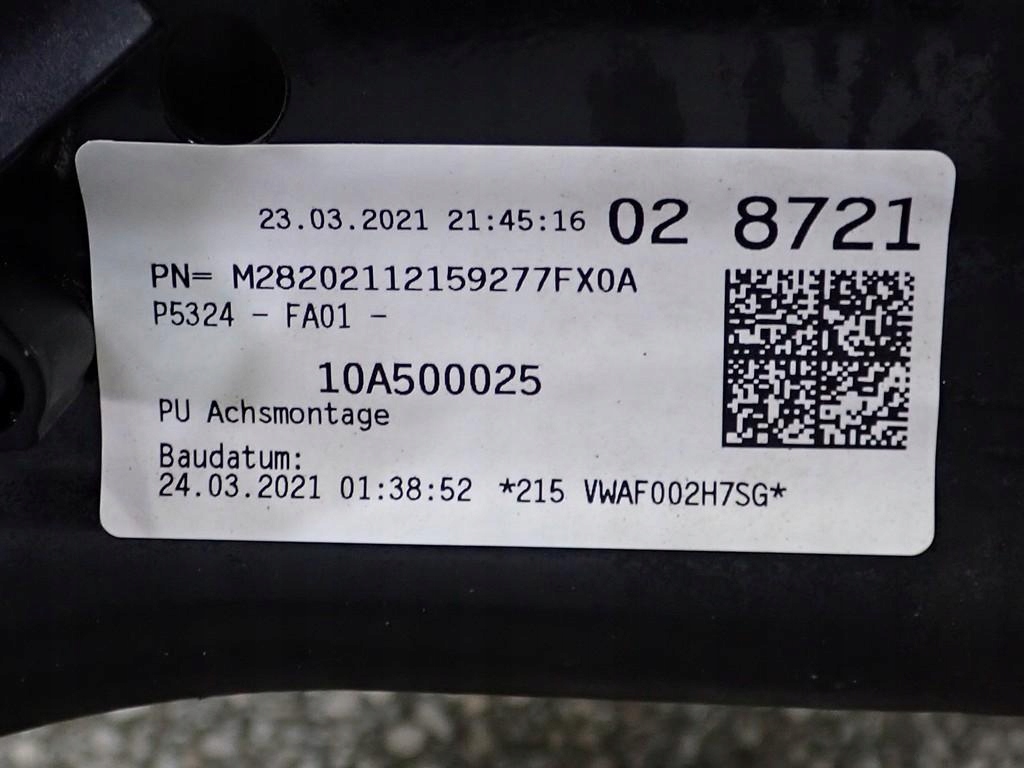 23.03.2021 21:45:16 02 8721
PN= M28202112159277FX0A
P5324 - FA01 -
10A500025
PU Achsmontage
Baudatum:
24.03.2021 01:38:52 *215 VWAF002H7SG*